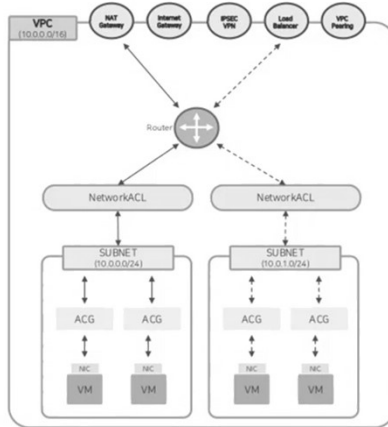 VPC
(10.0.0.0/16)
NAT
Gateway
Internet
Gateway
IPSEC
VPN
Load
Balancer
VPC
Peering
Router
NetworkACL
NetworkACL
SUBNET
(10.0.0.0/24)
SUBNET
(10.0.1.0/24)
ACG
ACG
ACG
ACG
NIC
NIC
NIC
NIC
VM
VM
VM
VM